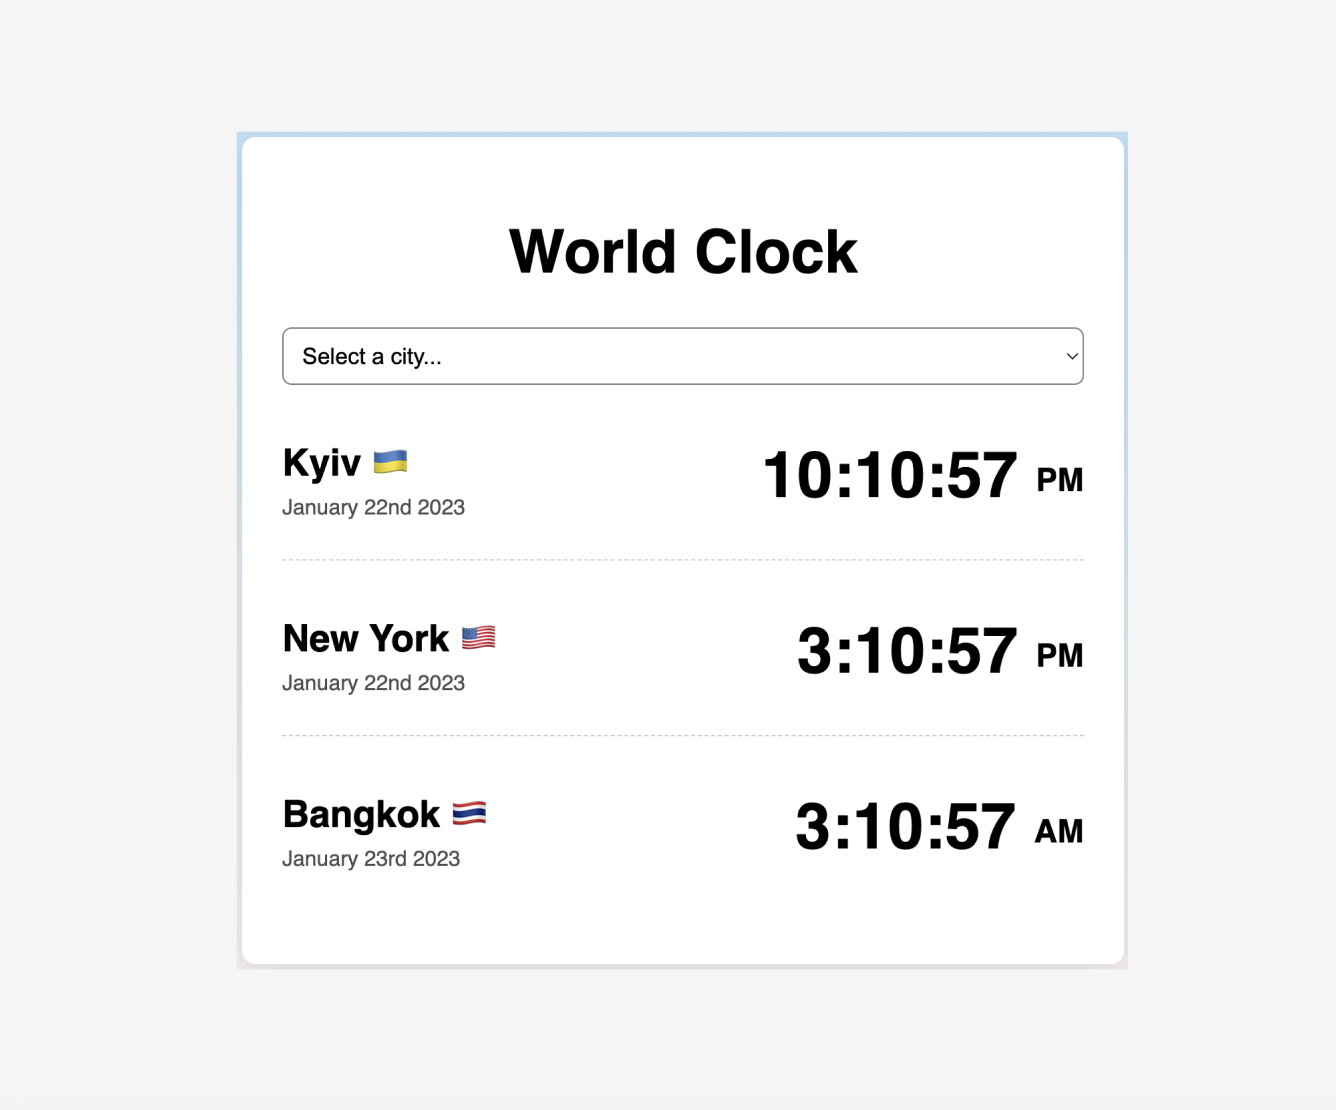 World Clock
Select a city...
Kyiv 🇺🇦
10:10:57 PM
January 22nd 2023
New York 🇺🇸
3:10:57 PM
January 22nd 2023
Bangkok 🇹🇭
3:10:57 AM
January 23rd 2023